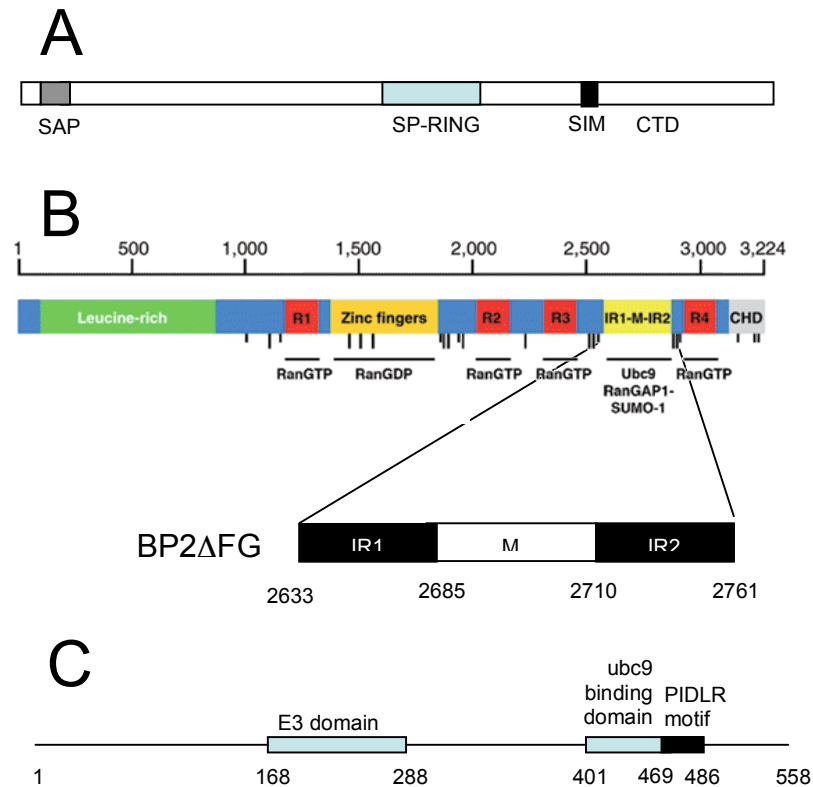 A
SAP SP-RING SIM CTD
B
1 500 1,000 1,500 2,000 2,500 3,000 3,224
Leucine-rich R1 Zinc fingers R2 R3 IR1-M-IR2 R4 CHD
RanGTP RanGDP RanGTP RanGTP Ubc9 RanGTP
RanGAP1-
SUMO-1
BP2ΔFG IR1 M IR2
2633 2685 2710 2761
C
ubc9
binding PIDLR
E3 domain domain motif
1 168 288 401 469 486 558